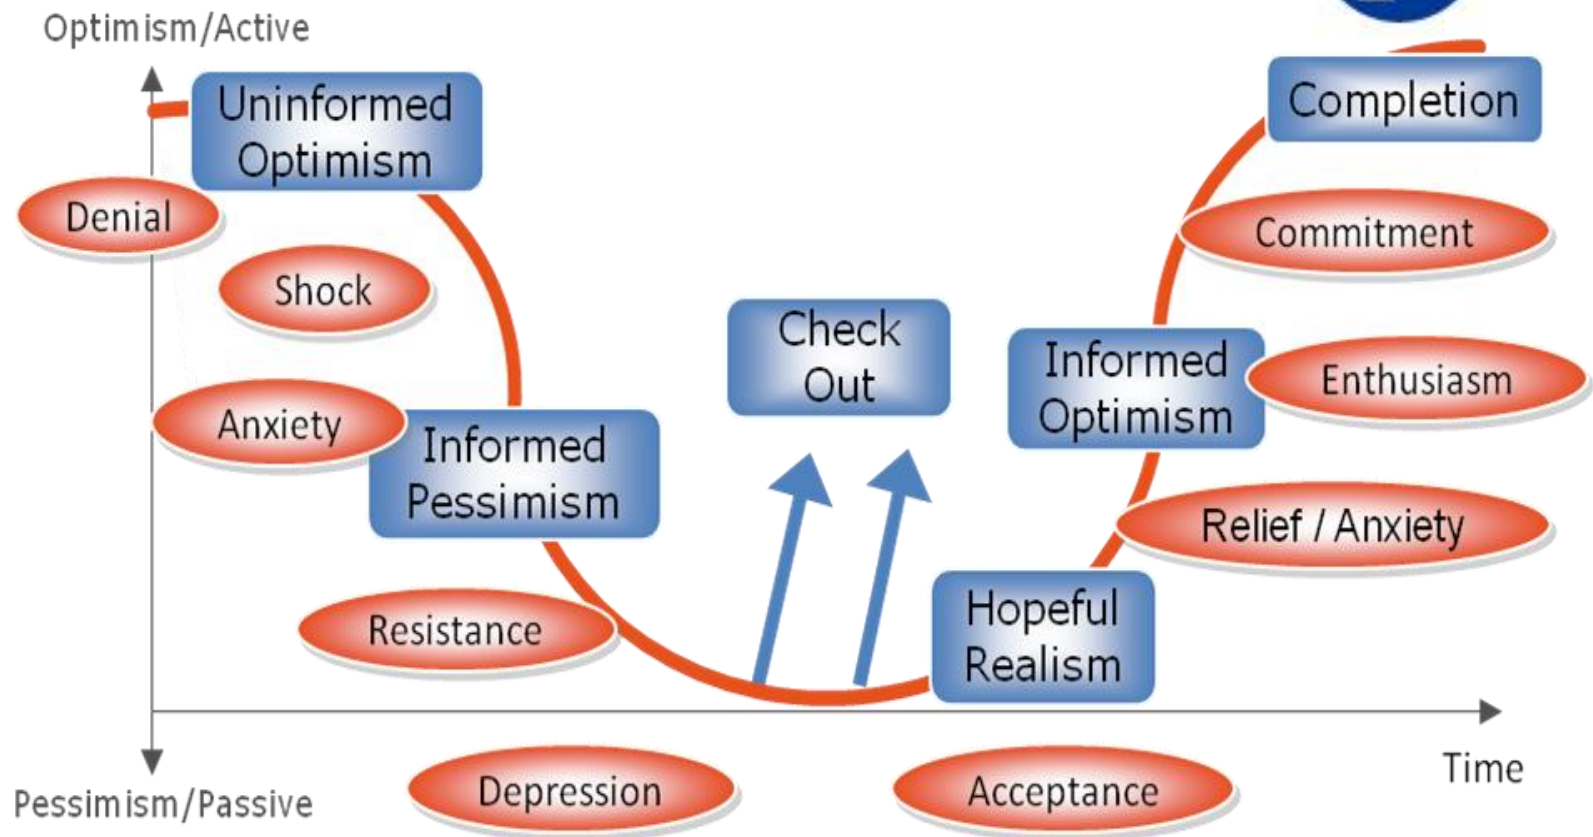 Optimism/Active
Uninformed
Optimism
Completion
Denial
Commitment
Shock
Check
Out
Informed
Optimism
Enthusiasm
Anxiety
Informed
Pessimism
Relief / Anxiety
Resistance
Hopeful
Realism
Time
Pessimism/Passive
Depression
Acceptance